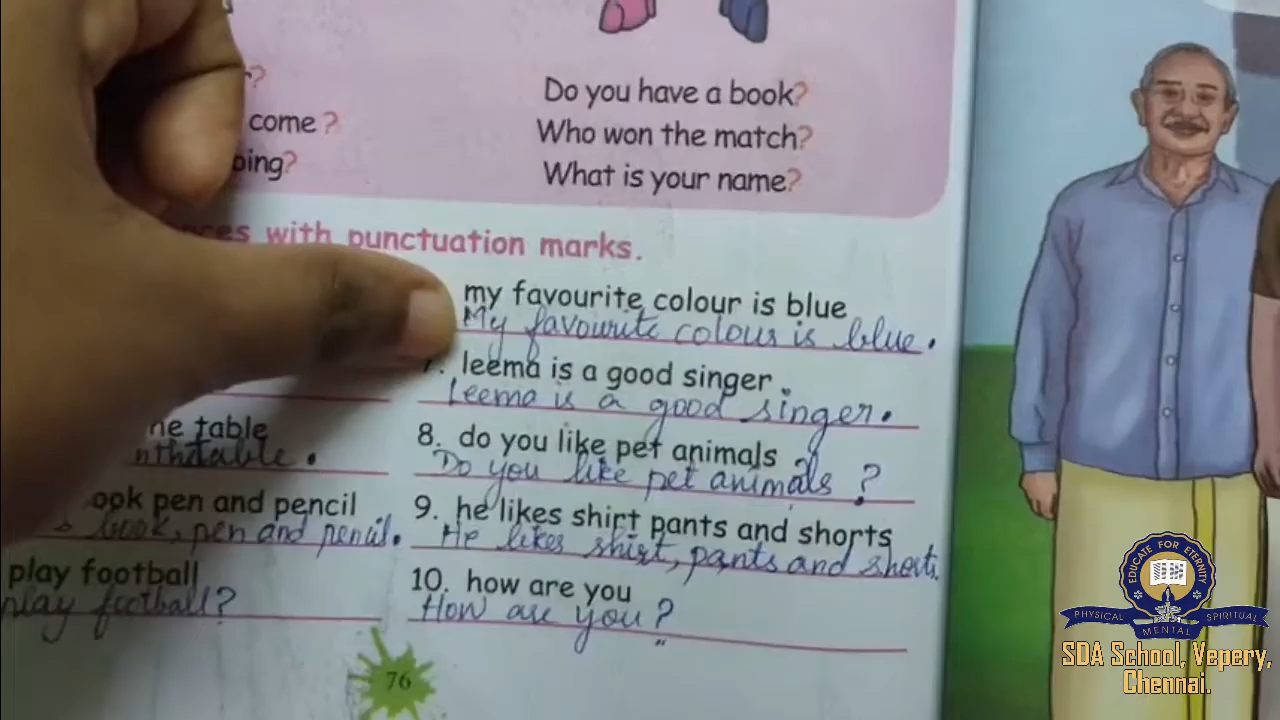 ?
come ?
oing?
Do you have a book?
Who won the match?
What is your name?
nces with punctuation marks.
he table
table.
ook pen and pencil
book, pen and pencil.
play football
play football?
my favourite colour is blue
My favourite colour is blue.
7. leema is a good singer
Leema is a good singer.
8. do you like pet animals
Do you like pet animals ?
9. he likes shirt pants and shorts
He likes shirt, pants and shorts.
10. how are you
How are you?
76
EDUCATE FOR ETERNITY
PHYSICAL MENTAL SPIRITUAL
SDA School, Vepery,
Chennai.